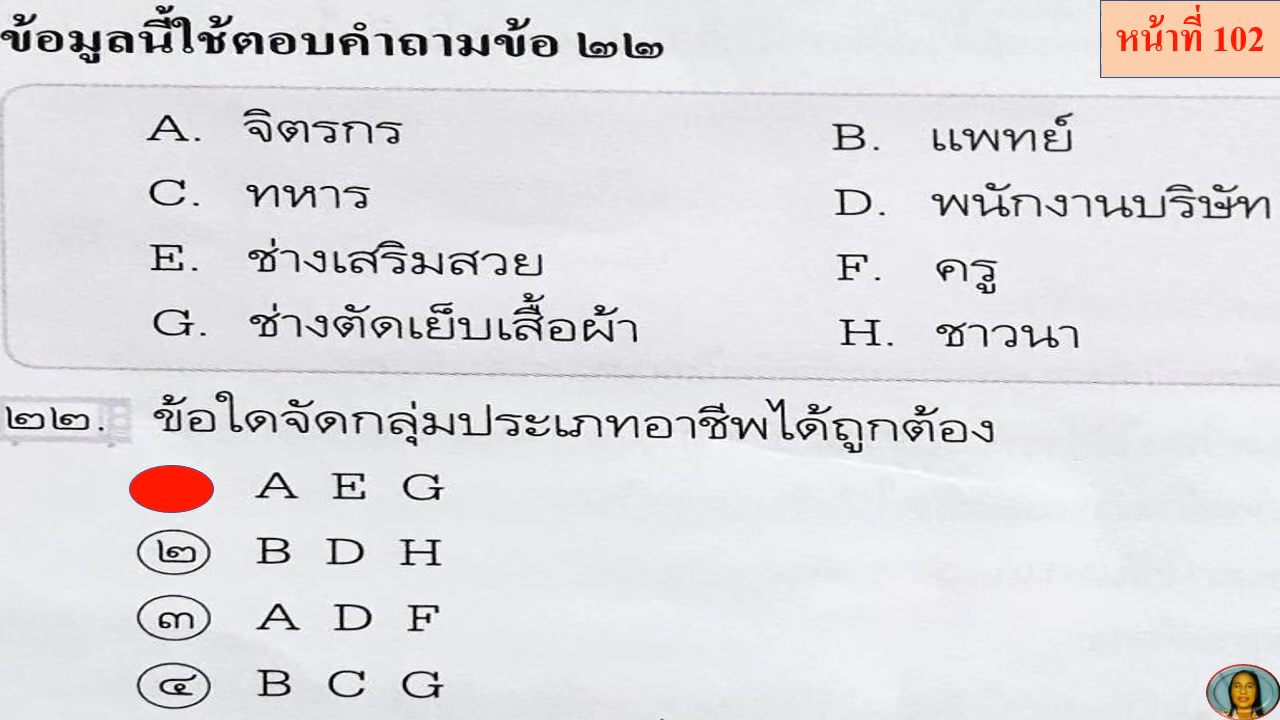 ข้อมูลนี้ใช้ตอบคำถามข้อ ๒๒
หน้าที่ 102
A. จิตรกร B. แพทย์
C. ทหาร D. พนักงานบริษัท
E. ช่างเสริมสวย F. ครู
G. ช่างตัดเย็บเสื้อผ้า H. ชาวนา
๒๒. ข้อใดจัดกลุ่มประเภทอาชีพได้ถูกต้อง
A E G
๒ B D H
๓ A D F
๔ B C G